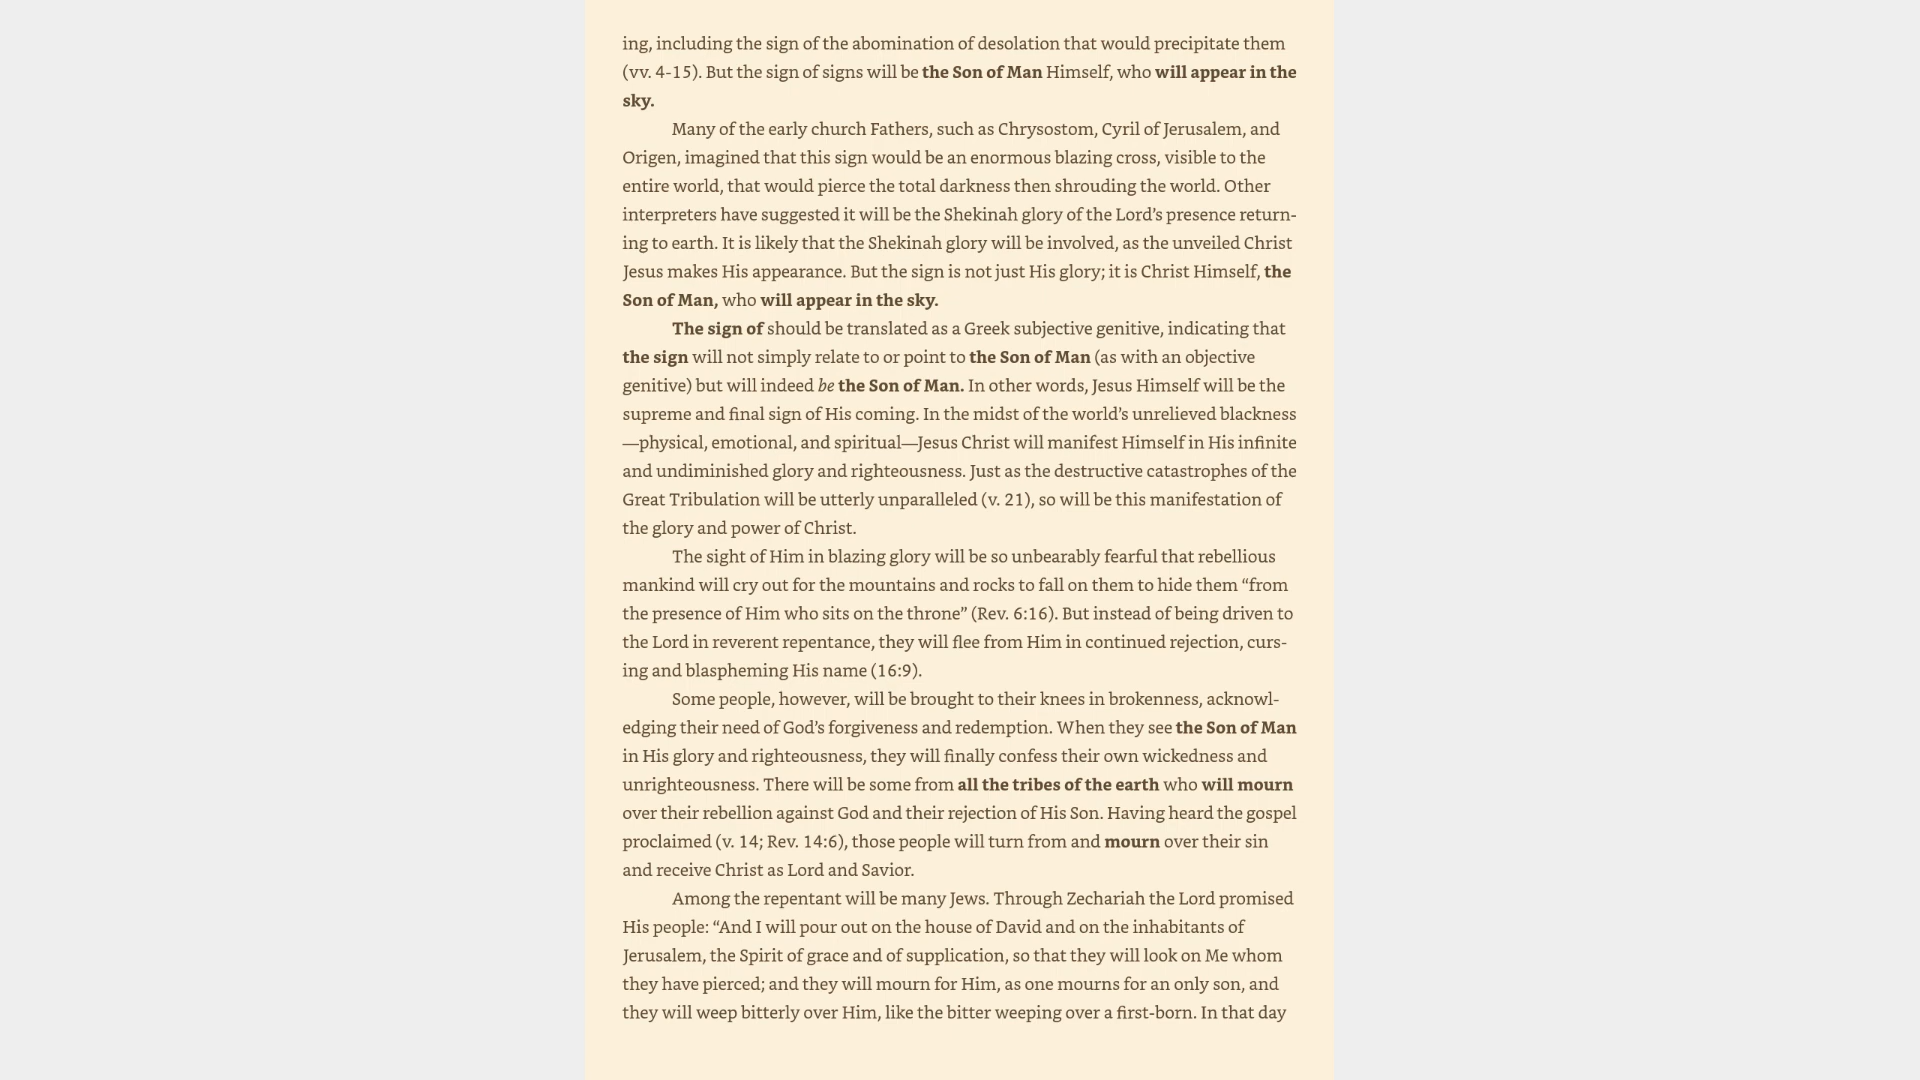 ing, including the sign of the abomination of desolation that would precipitate them
(vv. 4-15). But the sign of signs will be the Son of Man Himself, who will appear in the
sky.
Many of the early church Fathers, such as Chrysostom, Cyril of Jerusalem, and
Origen, imagined that this sign would be an enormous blazing cross, visible to the
entire world, that would pierce the total darkness then shrouding the world. Other
interpreters have suggested it will be the Shekinah glory of the Lord’s presence return-
ing to earth. It is likely that the Shekinah glory will be involved, as the unveiled Christ
Jesus makes His appearance. But the sign is not just His glory; it is Christ Himself, the
Son of Man, who will appear in the sky.
The sign of should be translated as a Greek subjective genitive, indicating that
the sign will not simply relate to or point to the Son of Man (as with an objective
genitive) but will indeed be the Son of Man. In other words, Jesus Himself will be the
supreme and final sign of His coming. In the midst of the world’s unrelieved blackness
—physical, emotional, and spiritual—Jesus Christ will manifest Himself in His infinite
and undiminished glory and righteousness. Just as the destructive catastrophes of the
Great Tribulation will be utterly unparalleled (v. 21), so will be this manifestation of
the glory and power of Christ.
The sight of Him in blazing glory will be so unbearably fearful that rebellious
mankind will cry out for the mountains and rocks to fall on them to hide them “from
the presence of Him who sits on the throne” (Rev. 6:16). But instead of being driven to
the Lord in reverent repentance, they will flee from Him in continued rejection, curs-
ing and blaspheming His name (16:9).
Some people, however, will be brought to their knees in brokenness, acknowl-
edging their need of God’s forgiveness and redemption. When they see the Son of Man
in His glory and righteousness, they will finally confess their own wickedness and
unrighteousness. There will be some from all the tribes of the earth who will mourn
over their rebellion against God and their rejection of His Son. Having heard the gospel
proclaimed (v. 14; Rev. 14:6), those people will turn from and mourn over their sin
and receive Christ as Lord and Savior.
Among the repentant will be many Jews. Through Zechariah the Lord promised
His people: “And I will pour out on the house of David and on the inhabitants of
Jerusalem, the Spirit of grace and of supplication, so that they will look on Me whom
they have pierced; and they will mourn for Him, as one mourns for an only son, and
they will weep bitterly over Him, like the bitter weeping over a first-born. In that day